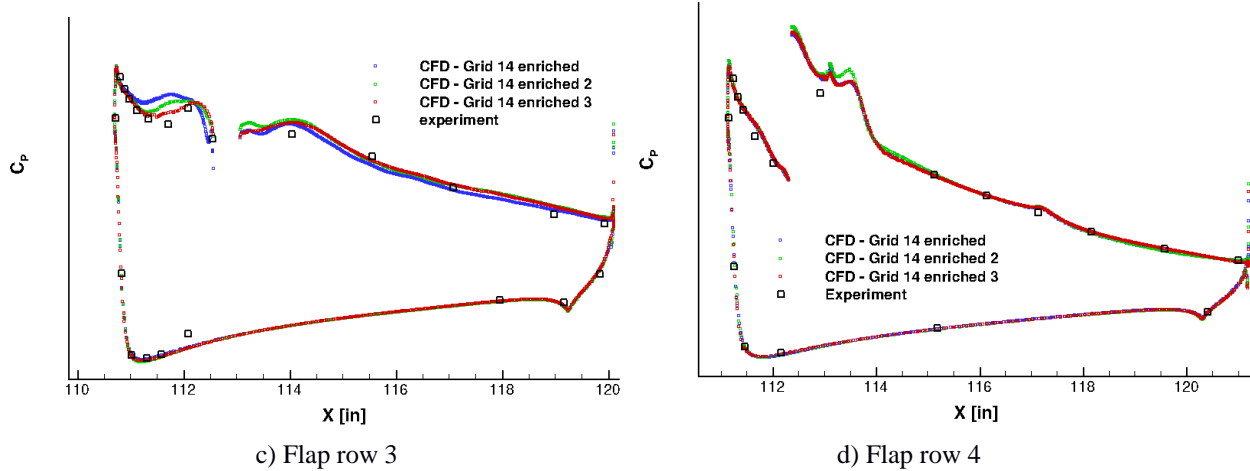 CFD - Grid 14 enriched
CFD - Grid 14 enriched 2
CFD - Grid 14 enriched 3
experiment
CP
110 112 114 116 118 120
X [in]
c) Flap row 3
CFD - Grid 14 enriched
CFD - Grid 14 enriched 2
CFD - Grid 14 enriched 3
Experiment
CP
112 114 116 118 120
X [in]
d) Flap row 4